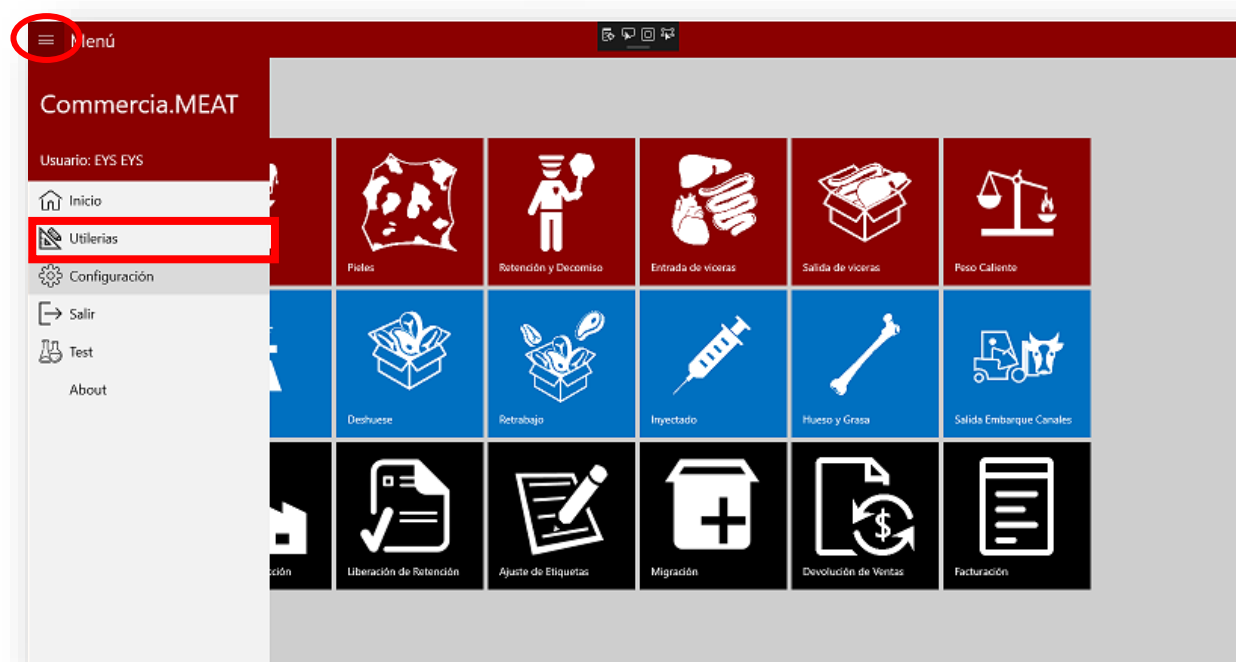 Menú
Commercia.MEAT
Usuario: EYS EYS
Inicio
Utilerias
Configuración
Salir
Test
About
Pieles
Retención y Decomiso
Entrada de viceras
Salida de viceras
Peso Caliente
Deshuese
Retrabajo
Inyectado
Hueso y Grasa
Salida Embarque Canales
cción
Liberación de Retención
Ajuste de Etiquetas
Migración
Devolución de Ventas
Facturación